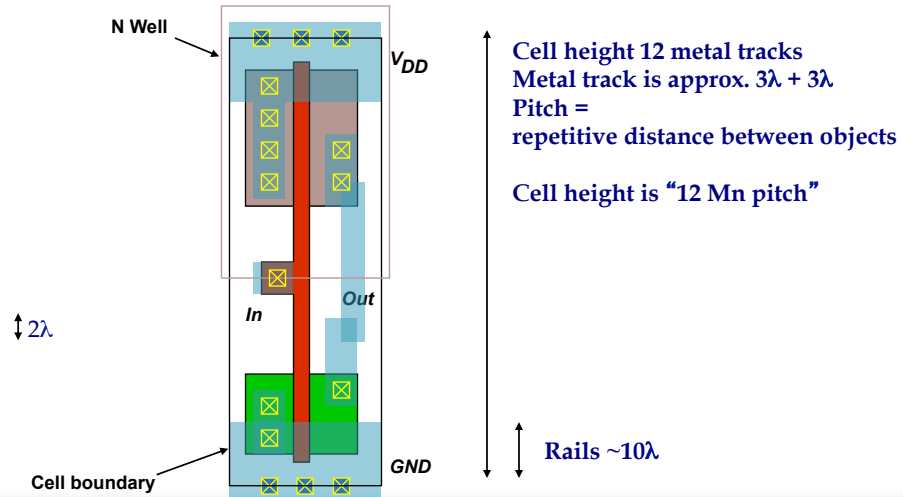 N Well
VDD
Cell height 12 metal tracks
Metal track is approx. 3λ + 3λ
Pitch =
repetitive distance between objects
Cell height is “12 Mn pitch”
In
Out
2λ
Rails ~10λ
GND
Cell boundary